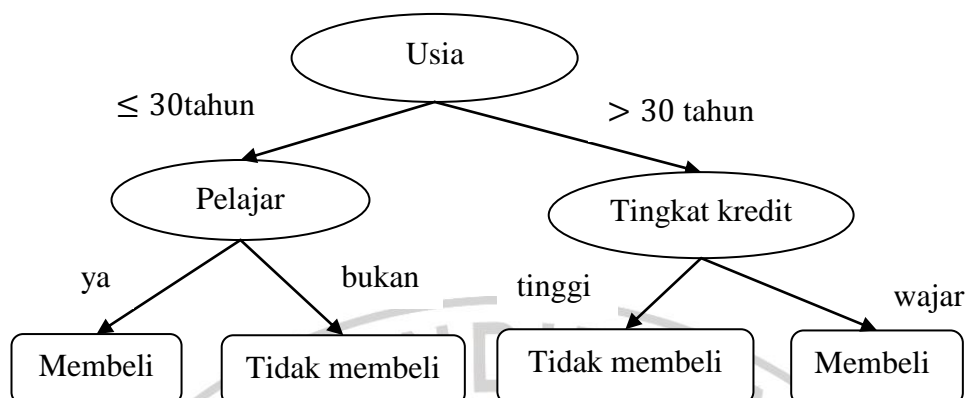 Usia
≤ 30tahun
> 30 tahun
Pelajar
Tingkat kredit
ya
bukan
tinggi
wajar
Membeli
Tidak membeli
Tidak membeli
Membeli